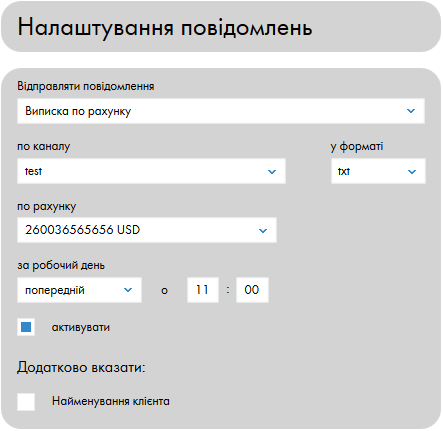 Налаштування повідомлень
Відправляти повідомлення
Виписка по рахунку
по каналу у форматі
test txt
по рахунку
260036565656 USD
за робочий день
попередній о 11 : 00
активувати
Додатково вказати:
Найменування клієнта